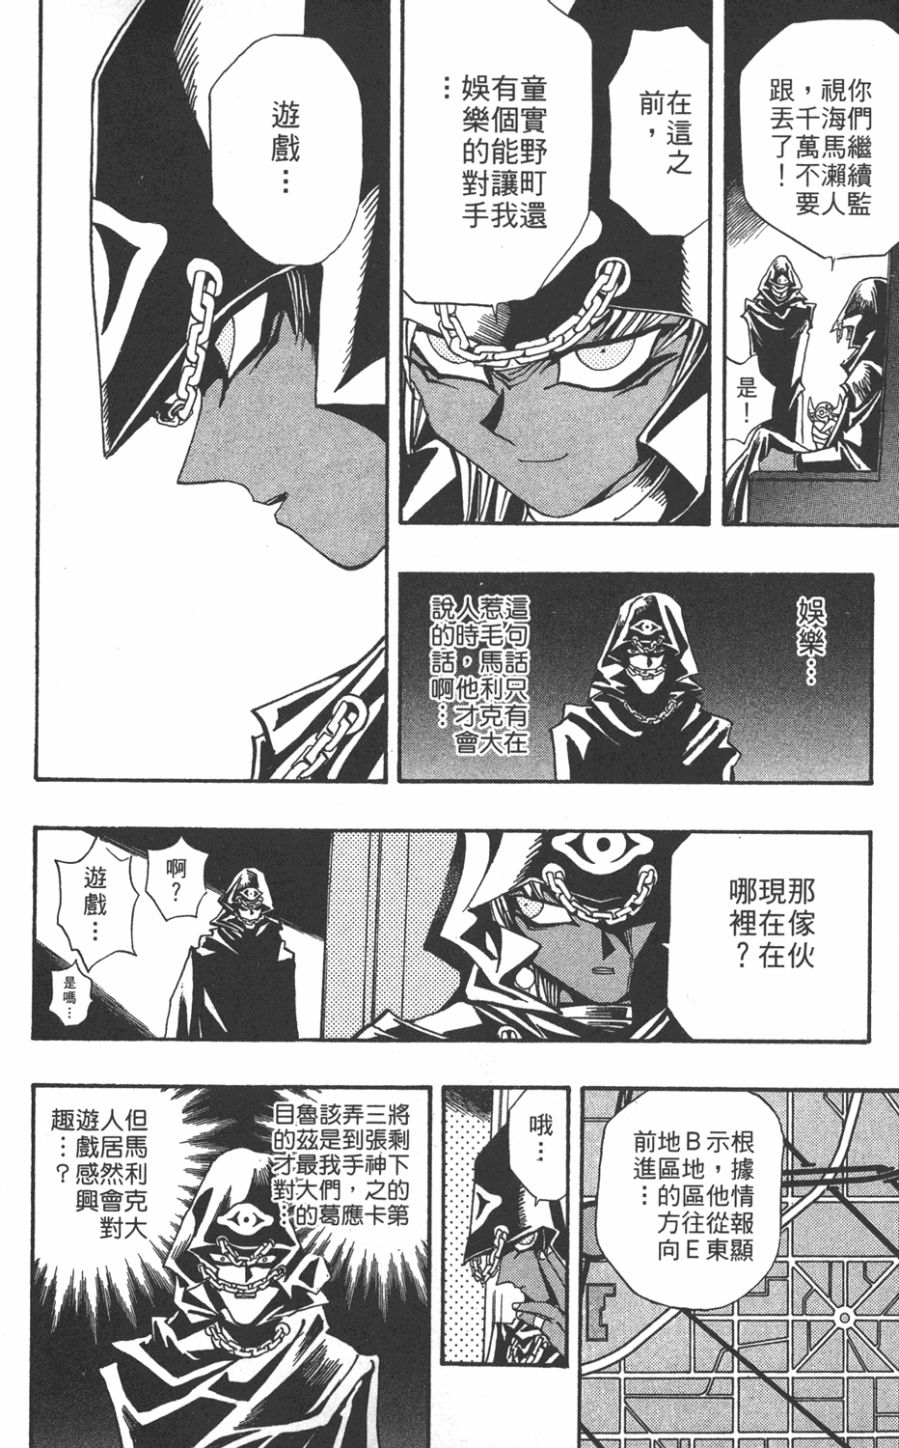 你們繼續監
視海馬瀨人
，千萬不要
跟丟了！
是！
在這之
前，
童實野町還
有個能讓我
娛樂的對手
…
遊戲…
娛樂…
這句話只有在
惹毛馬利克大
人時，他才會
說的話啊…
那傢伙
現在在
哪裡？
啊？
遊戲…
是嗎…
根據情報顯
示，他從東
B地區往E
地區的方向
前進…
哦…
將剩下的第
三張神之卡
弄到手，應
該是我們葛
魯茲最大的
目的才對…
但馬利克大
人居然會對
遊戲感興
趣…？